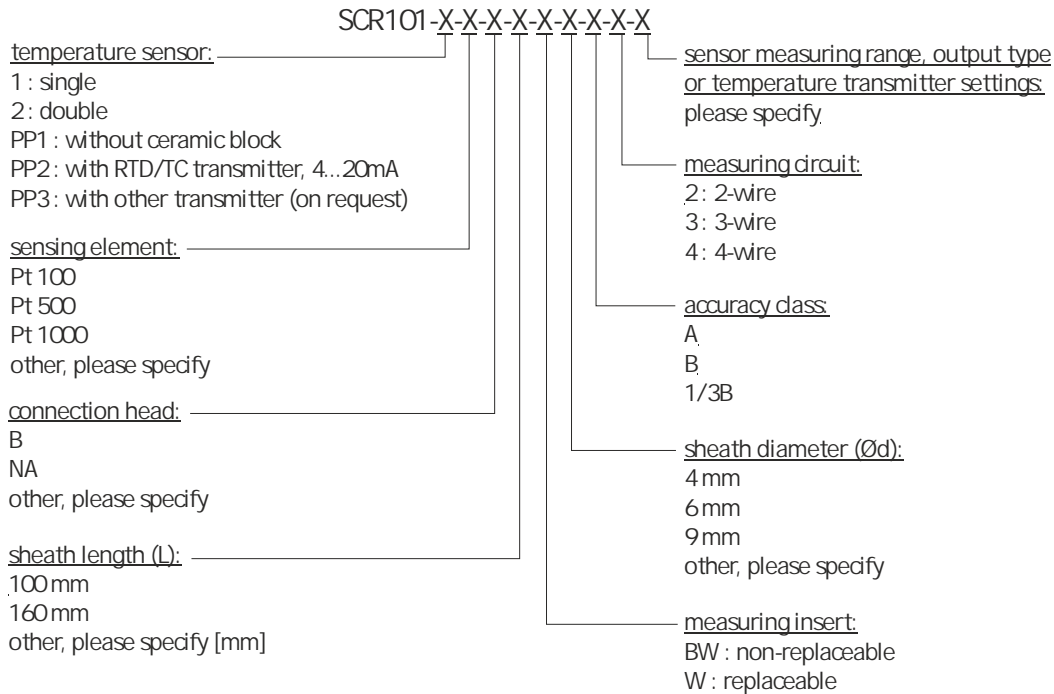 SCR101-X-X-X-X-X-X-X-X-X
temperature sensor:
1 : single
2 : double
PP1 : without ceramic block
PP2 : with RTD/TC transmitter, 4...20mA
PP3 : with other transmitter (on request)
sensing element:
Pt 100
Pt 500
Pt 1000
other, please specify
connection head:
B
NA
other, please specify
sheath length (L):
100 mm
160 mm
other, please specify [mm]
sensor measuring range, output type
or temperature transmitter settings:
please specify
measuring circuit:
2 : 2-wire
3 : 3-wire
4 : 4-wire
accuracy class:
A
B
1/3B
sheath diameter (Ød):
4 mm
6 mm
9 mm
other, please specify
measuring insert:
BW : non-replaceable
W : replaceable